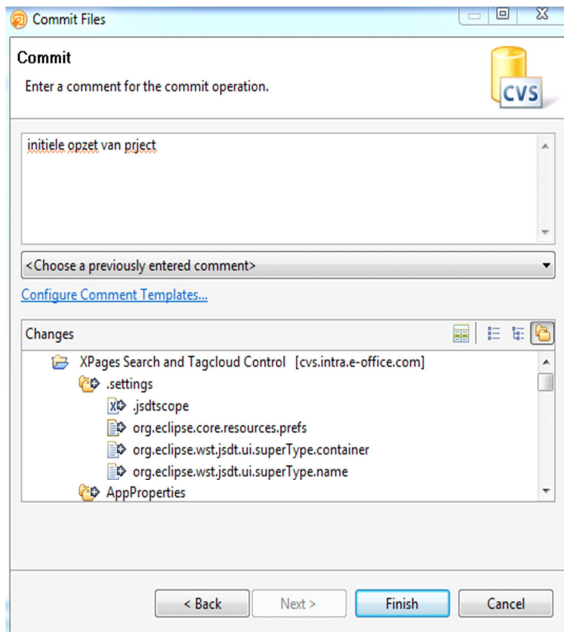 Commit Files
Commit
Enter a comment for the commit operation.
CVS
initiele opzet van prject
<Choose a previously entered comment>
Configure Comment Templates...
Changes
XPages Search and Tagcloud Control [cvs.intra.e-office.com]
.settings
.jsdtscope
org.eclipse.core.resources.prefs
org.eclipse.wst.jsdt.ui.superType.container
org.eclipse.wst.jsdt.ui.superType.name
AppProperties
< Back Next > Finish Cancel